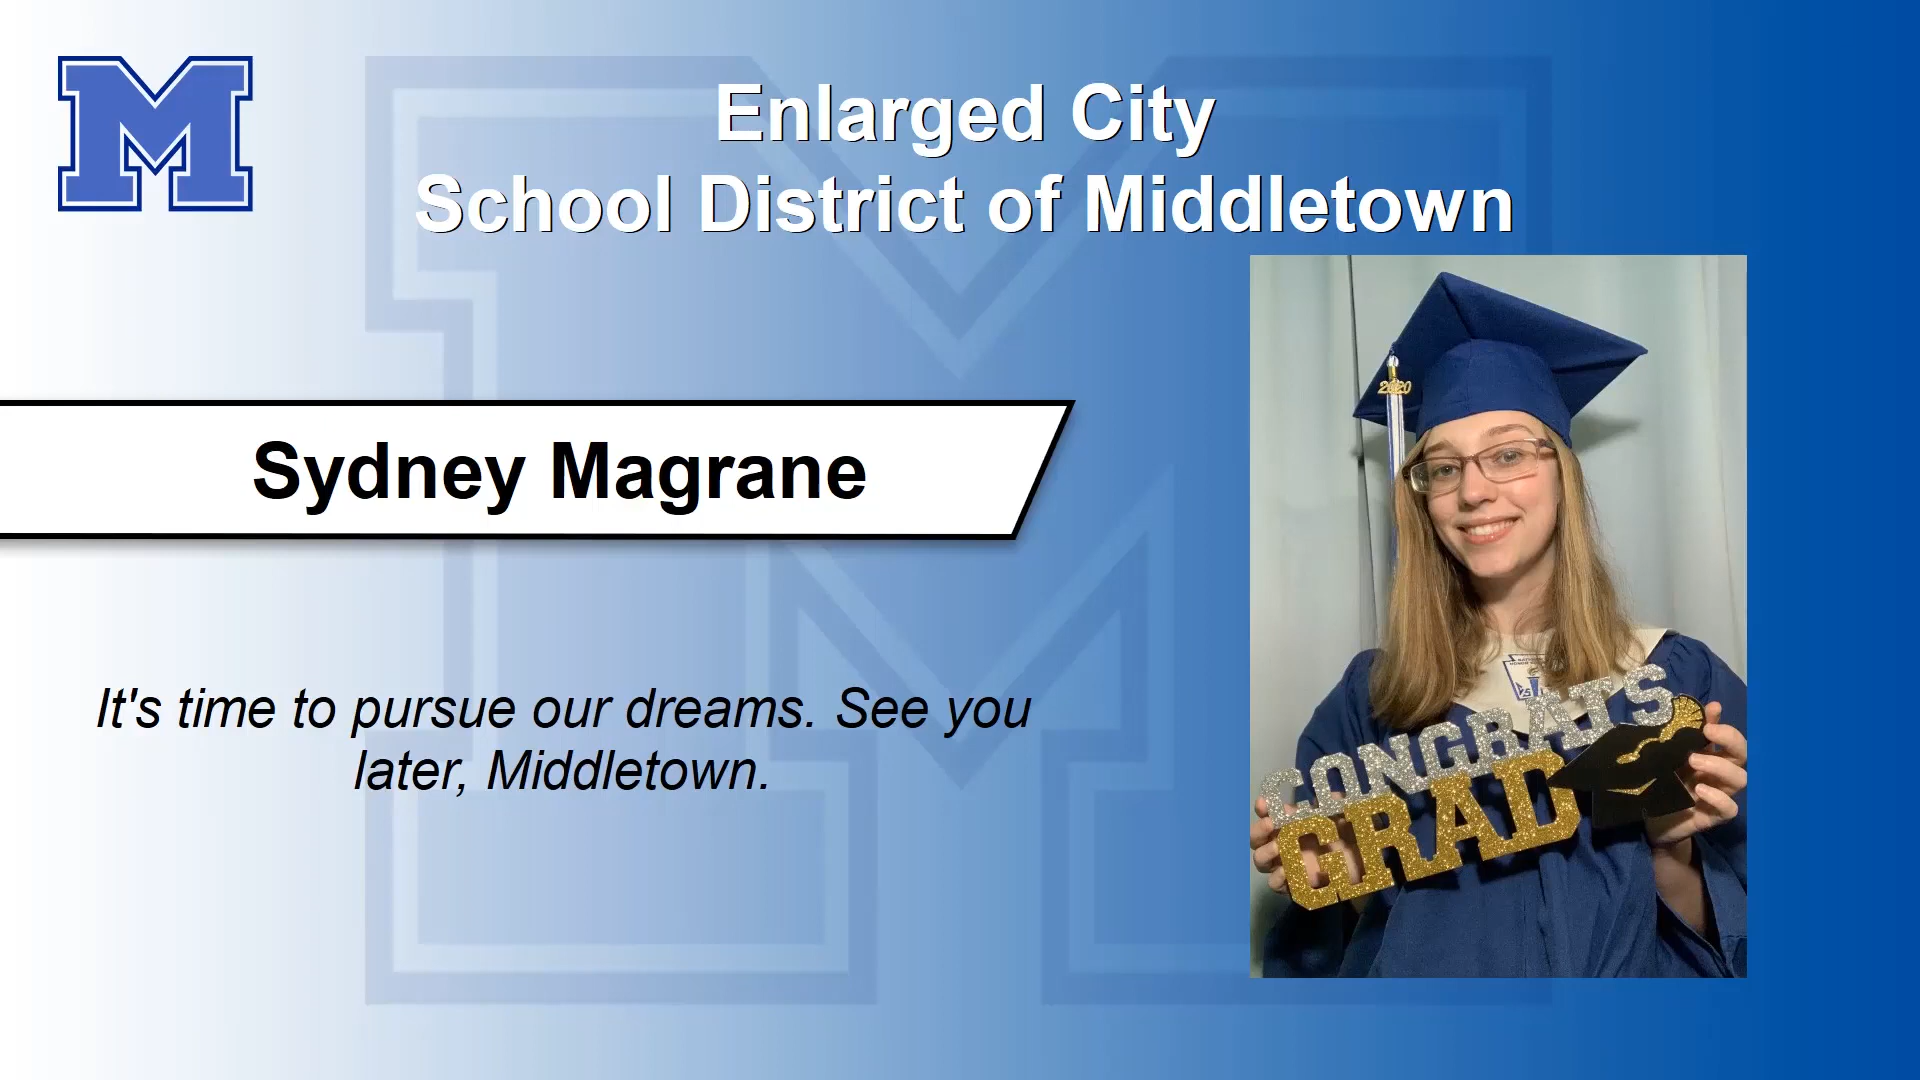 M
Enlarged City
School District of Middletown
2020
Sydney Magrane
It's time to pursue our dreams. See you
later, Middletown.
CONGRATS
GRAD